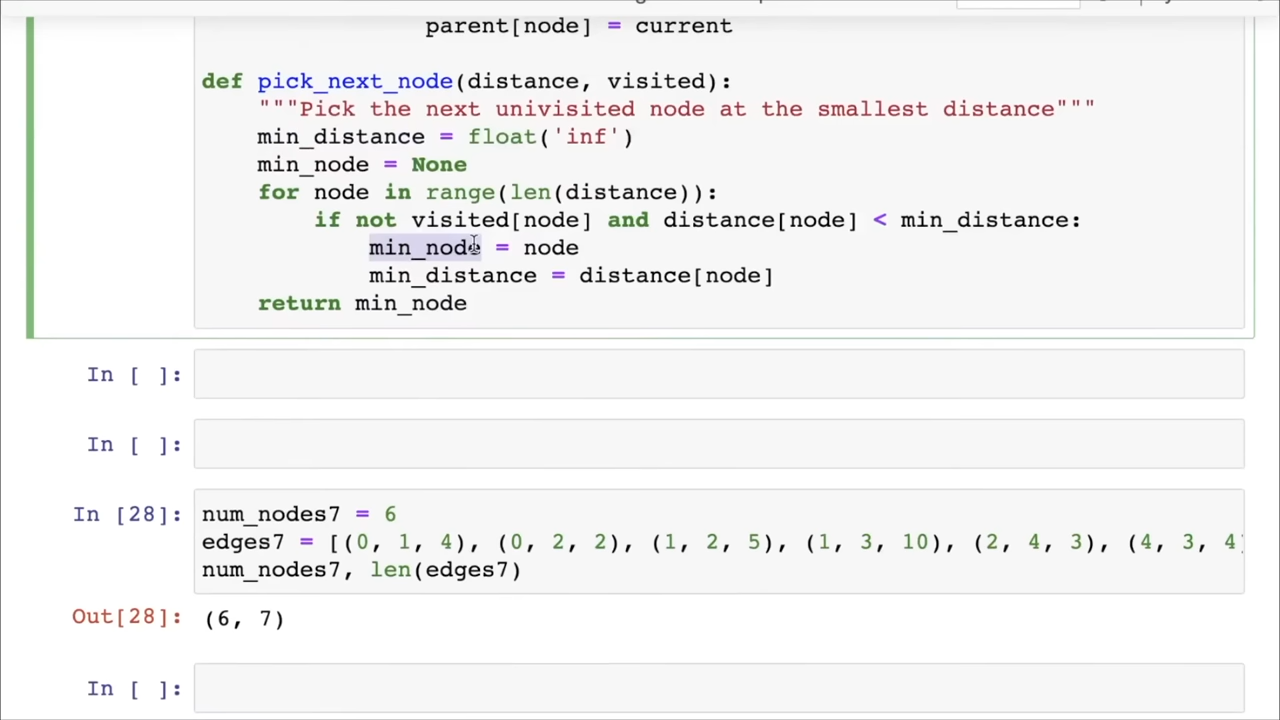 parent[node] = current
def pick_next_node(distance, visited):
"""Pick the next univisited node at the smallest distance"""
min_distance = float('inf')
min_node = None
for node in range(len(distance)):
if not visited[node] and distance[node] < min_distance:
min_node = node
min_distance = distance[node]
return min_node
In [ ]:
In [ ]:
In [28]:
num_nodes7 = 6
edges7 = [(0, 1, 4), (0, 2, 2), (1, 2, 5), (1, 3, 10), (2, 4, 3), (4, 3, 4
num_nodes7, len(edges7)
Out[28]:
(6, 7)
In [ ]: